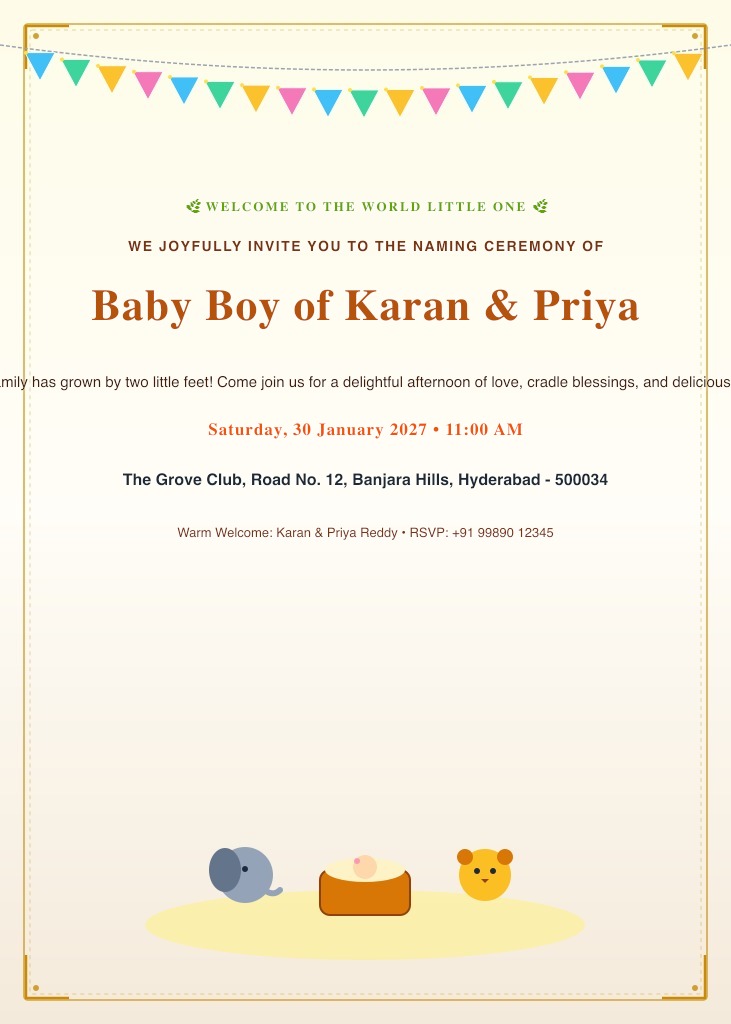 🌿 WELCOME TO THE WORLD LITTLE ONE 🌿
WE JOYFULLY INVITE YOU TO THE NAMING CEREMONY OF
Baby Boy of Karan & Priya
has grown by two little feet! Come join us for a delightful afternoon of love, cradle blessings, and delicious
Saturday, 30 January 2027 • 11:00 AM
The Grove Club, Road No. 12, Banjara Hills, Hyderabad - 500034
Warm Welcome: Karan & Priya Reddy • RSVP: +91 99890 12345